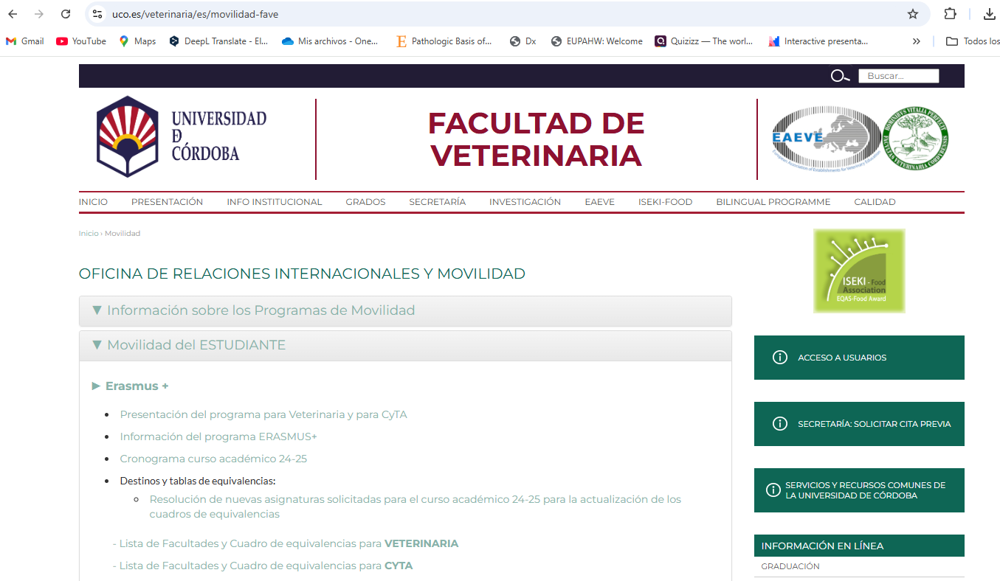 uco.es/veterinaria/es/movilidad-fave
Gmail
YouTube
Maps
DeepL Translate - El...
Mis archivos - One...
Pathologic Basis of...
Dx
EUPAHW: Welcome
Quizizz — The worl...
Interactive presenta...
»
Todos los
Buscar...
UNIVERSIDAD
Ð
CÓRDOBA
FACULTAD DE
VETERINARIA
EAEVE
European Association of Establishments for Veterinary Education
INICIO
PRESENTACIÓN
INFO INSTITUCIONAL
GRADOS
SECRETARÍA
INVESTIGACIÓN
EAEVE
ISEKI-FOOD
BILINGUAL PROGRAMME
CALIDAD
Inicio › Movilidad
OFICINA DE RELACIONES INTERNACIONALES Y MOVILIDAD
▼ Información sobre los Programas de Movilidad
▼ Movilidad del ESTUDIANTE
► Erasmus +
• Presentación del programa para Veterinaria y para CyTA
• Información del programa ERASMUS+
• Cronograma curso académico 24-25
• Destinos y tablas de equivalencias:
Resolución de nuevas asignaturas solicitadas para el curso académico 24-25 para la actualización de los
cuadros de equivalencias
- Lista de Facultades y Cuadro de equivalencias para VETERINARIA
- Lista de Facultades y Cuadro de equivalencias para CYTA
ISEKI - Food
Association
EQAS-Food Award
ACCESO A USUARIOS
SECRETARÍA: SOLICITAR CITA PREVIA
SERVICIOS Y RECURSOS COMUNES DE
LA UNIVERSIDAD DE CÓRDOBA
INFORMACIÓN EN LÍNEA
GRADUACIÓN